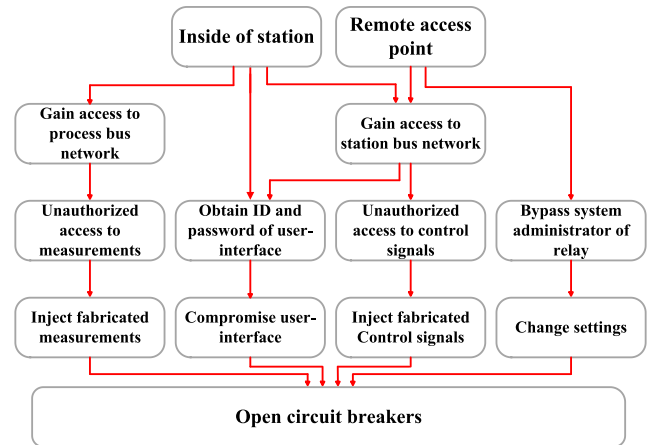 Inside of station
Remote access
point
Gain access to
process bus
network
Gain access to
station bus network
Unauthorized
access to
measurements
Obtain ID and
password of user-
interface
Unauthorized
access to control
signals
Bypass system
administrator of
relay
Inject fabricated
measurements
Compromise user-
interface
Inject fabricated
Control signals
Change settings
Open circuit breakers